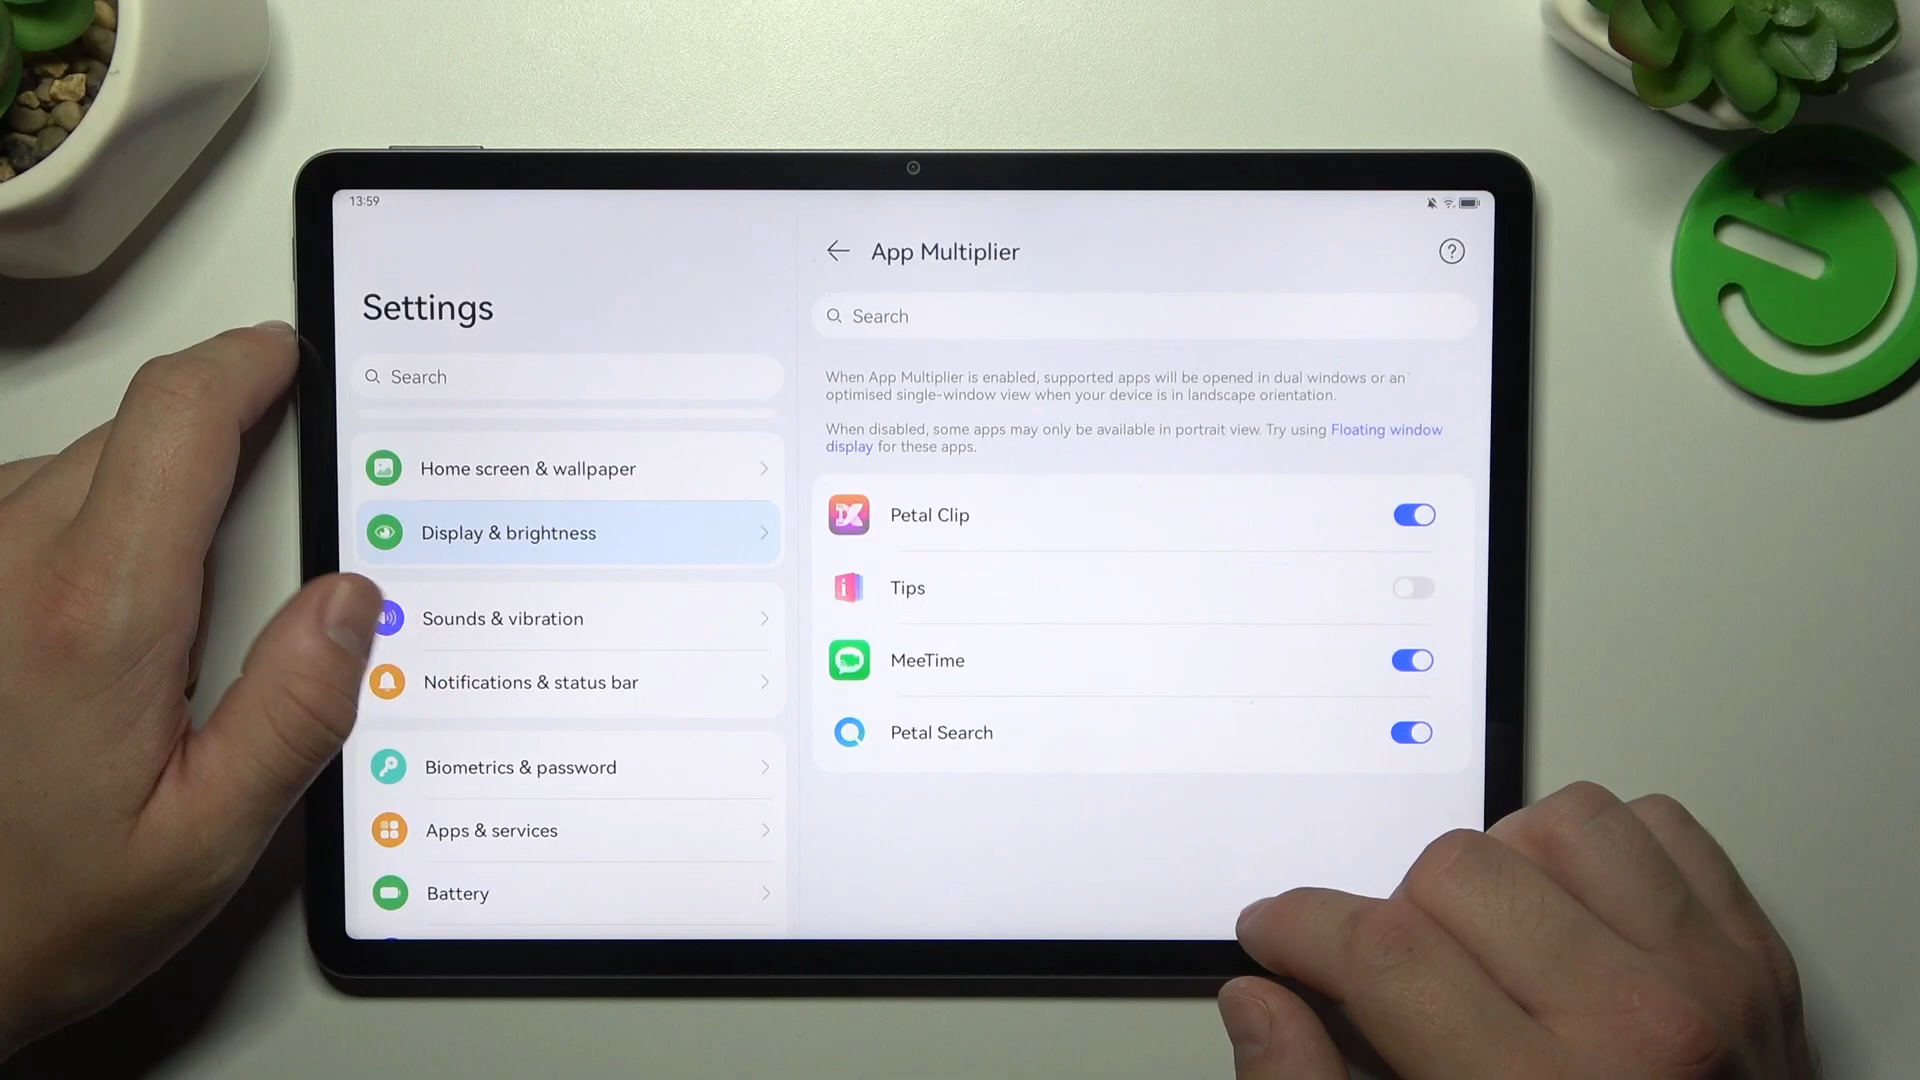 13:59
Settings
Search
Home screen & wallpaper
Display & brightness
Sounds & vibration
Notifications & status bar
Biometrics & password
Apps & services
Battery
App Multiplier
?
Search
When App Multiplier is enabled, supported apps will be opened in dual windows or an
optimised single-window view when your device is in landscape orientation.
When disabled, some apps may only be available in portrait view. Try using Floating window
display for these apps.
Petal Clip
Tips
MeeTime
Petal Search